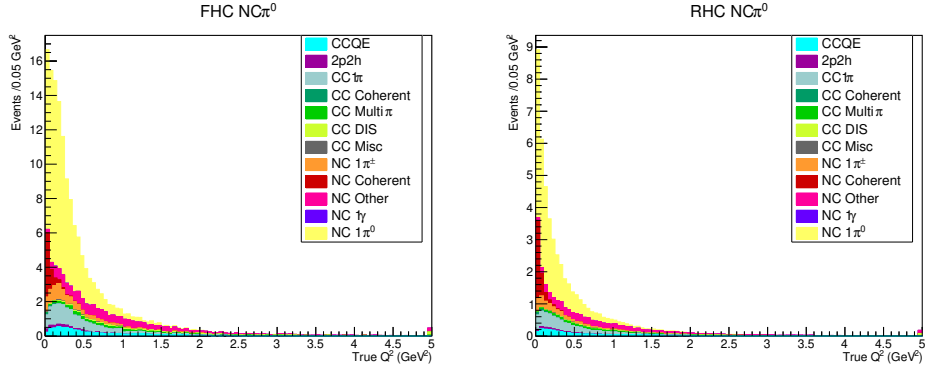 FHC NCπ⁰
Events /0.05 GeV²
16
14
12
10
8
6
4
2
0
0 0.5 1 1.5 2 2.5 3 3.5 4 4.5 5
True Q² (GeV²)
CCQE
2p2h
CC1π
CC Coherent
CC Multi π
CC DIS
CC Misc
NC 1π±
NC Coherent
NC Other
NC 1γ
NC 1π⁰
RHC NCπ⁰
Events /0.05 GeV²
9
8
7
6
5
4
3
2
1
0
0 0.5 1 1.5 2 2.5 3 3.5 4 4.5 5
True Q² (GeV²)
CCQE
2p2h
CC1π
CC Coherent
CC Multi π
CC DIS
CC Misc
NC 1π±
NC Coherent
NC Other
NC 1γ
NC 1π⁰